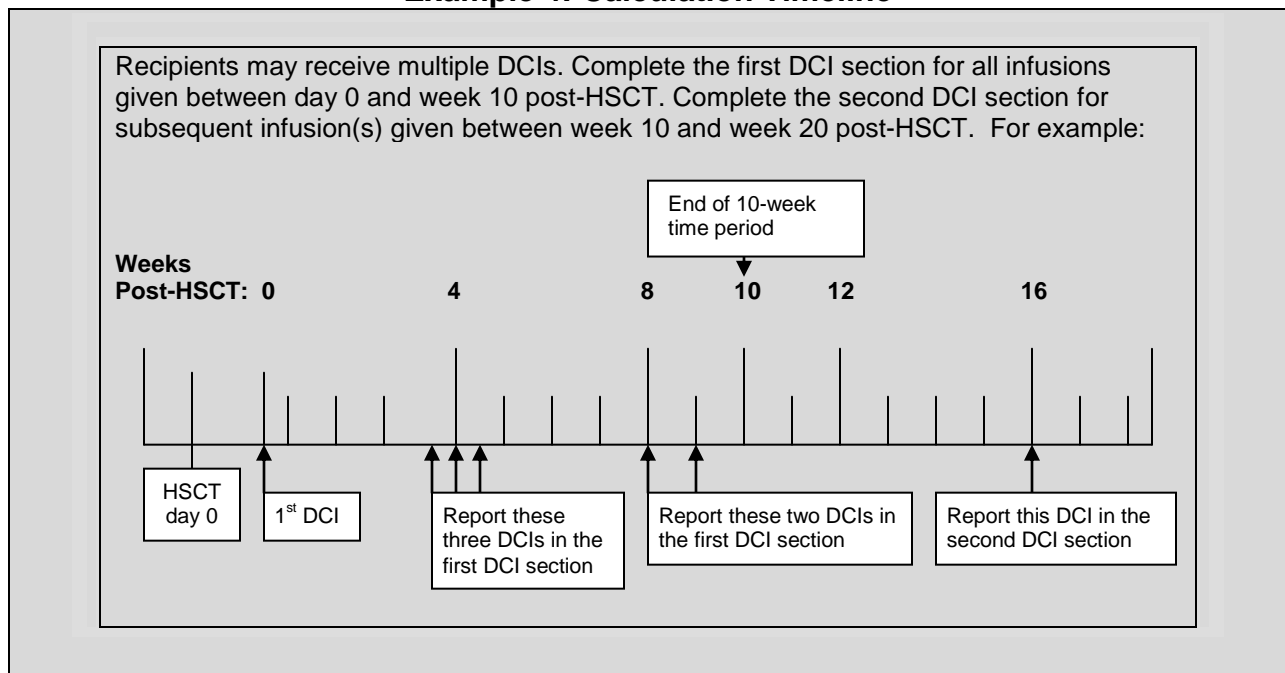 Recipients may receive multiple DCIs. Complete the first DCI section for all infusions
given between day 0 and week 10 post-HSCT. Complete the second DCI section for
subsequent infusion(s) given between week 10 and week 20 post-HSCT.  For example:
End of 10-week
time period
Weeks
Post-HSCT: 0 4 8 10 12 16
HSCT
day 0
1st DCI
Report these
three DCIs in the
first DCI section
Report these two DCIs in
the first DCI section
Report this DCI in the
second DCI section